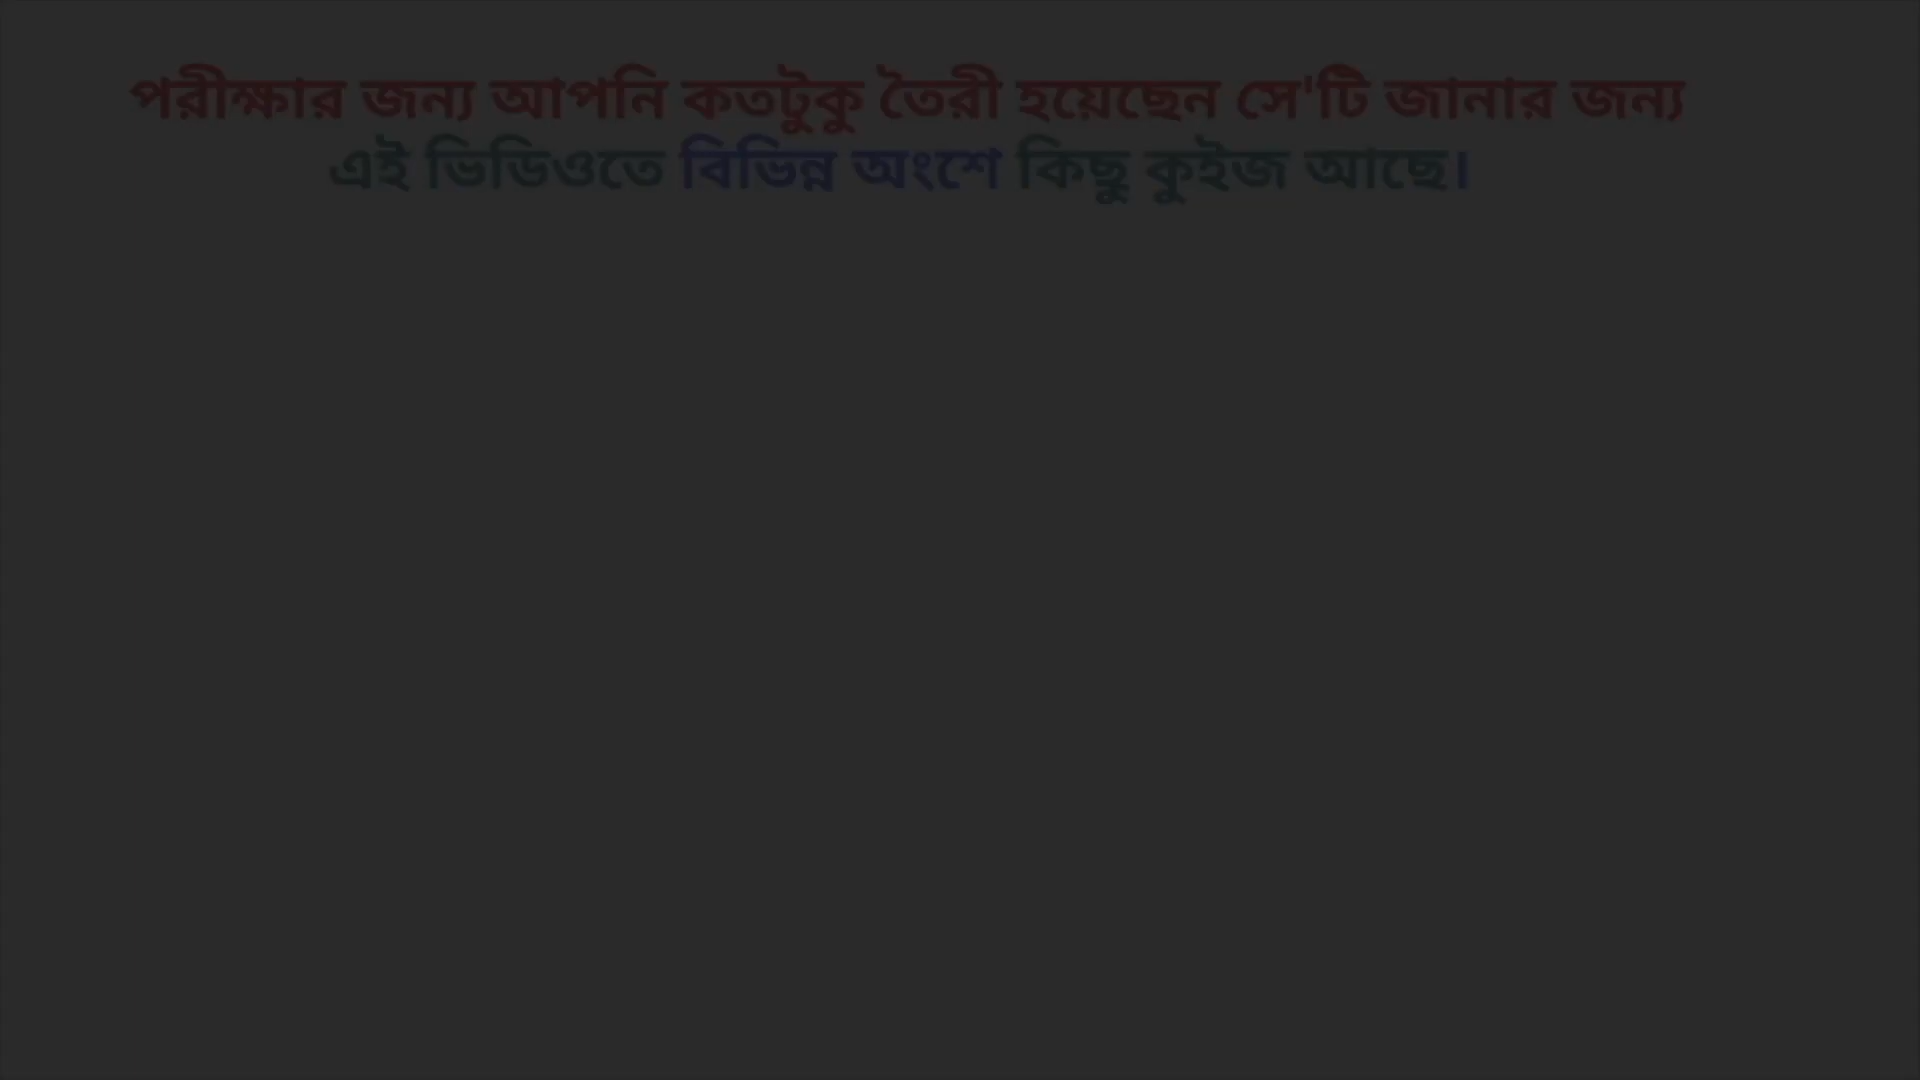 পরীক্ষার জন্য আপনি কতটুকু তৈরী হয়েছেন সে'টি জানার জন্য
এই ভিডিওতে বিভিন্ন অংশে কিছু কুইজ আছে।